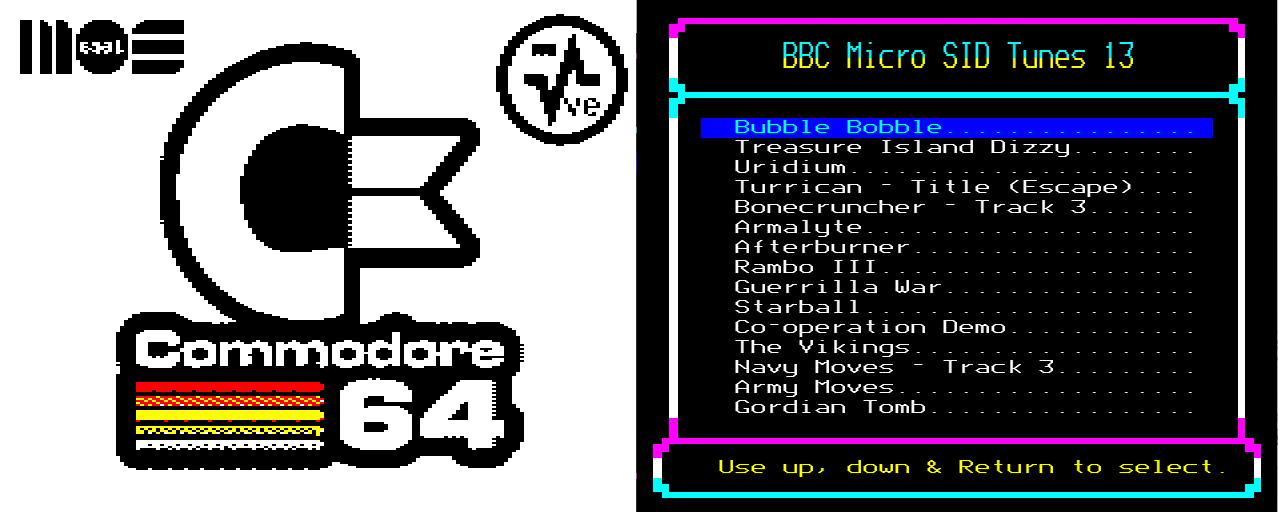 ve
Commodore
64
BBC Micro SID Tunes 13
Bubble Bobble................
Treasure Island Dizzy........
Uridium......................
Turrican - Title (Escape)....
Bonecruncher - Track 3.......
Armalyte.....................
Afterburner..................
Rambo III....................
Guerrilla War................
Starball.....................
Co-operation Demo............
The Vikings..................
Navy Moves - Track 3.........
Army Moves...................
Gordian Tomb.................
Use up, down & Return to select.